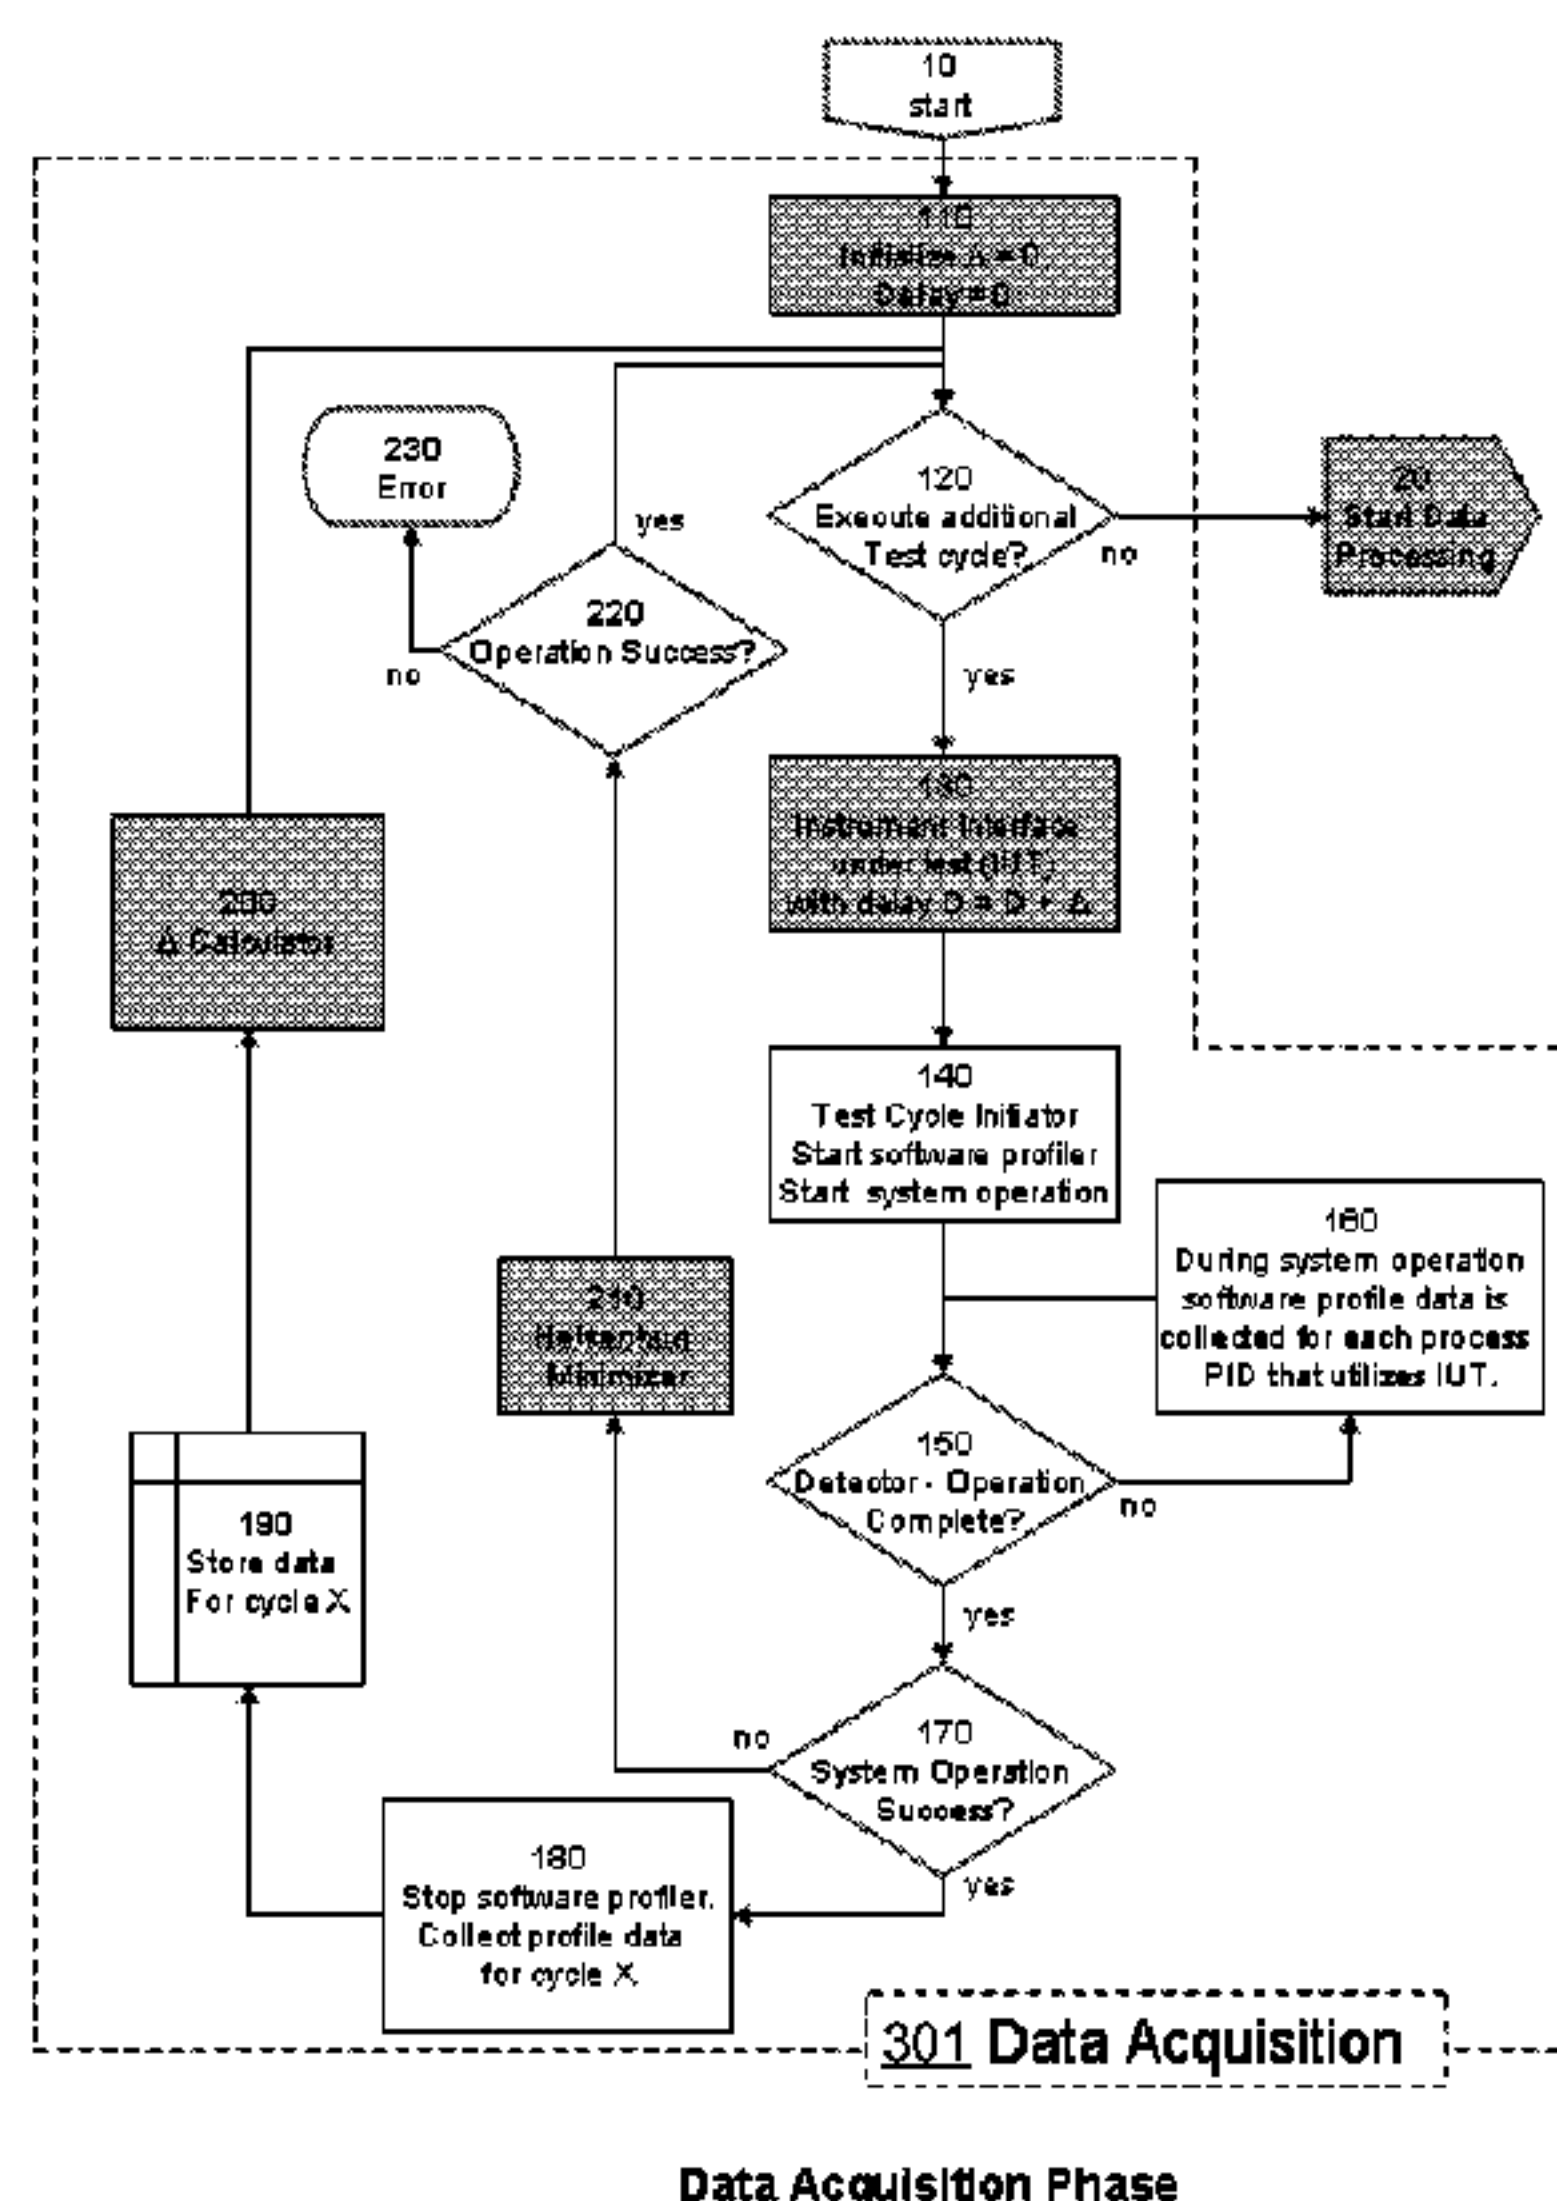 10
start
110
Initialize Δ = 0,
Delay = 0
230
Error
120
Execute additional
Test cycle?
no
20
Start Data
Processing
yes
220
Operation Success?
no
yes
130
Instrument Interface
under test (IUT)
with delay D = D + Δ
200
Δ Calculator
140
Test Cycle Initiator
Start software profiler
Start system operation
160
During system operation
software profile data is
collected for each process
PID that utilizes IUT.
210
Heisenbug
Minimizer
150
Detector - Operation
Complete?
no
190
Store data
For cycle X
yes
no
170
System Operation
Success?
yes
180
Stop software profiler.
Collect profile data
for cycle X
301 Data Acquisition
Data Acquisition Phase